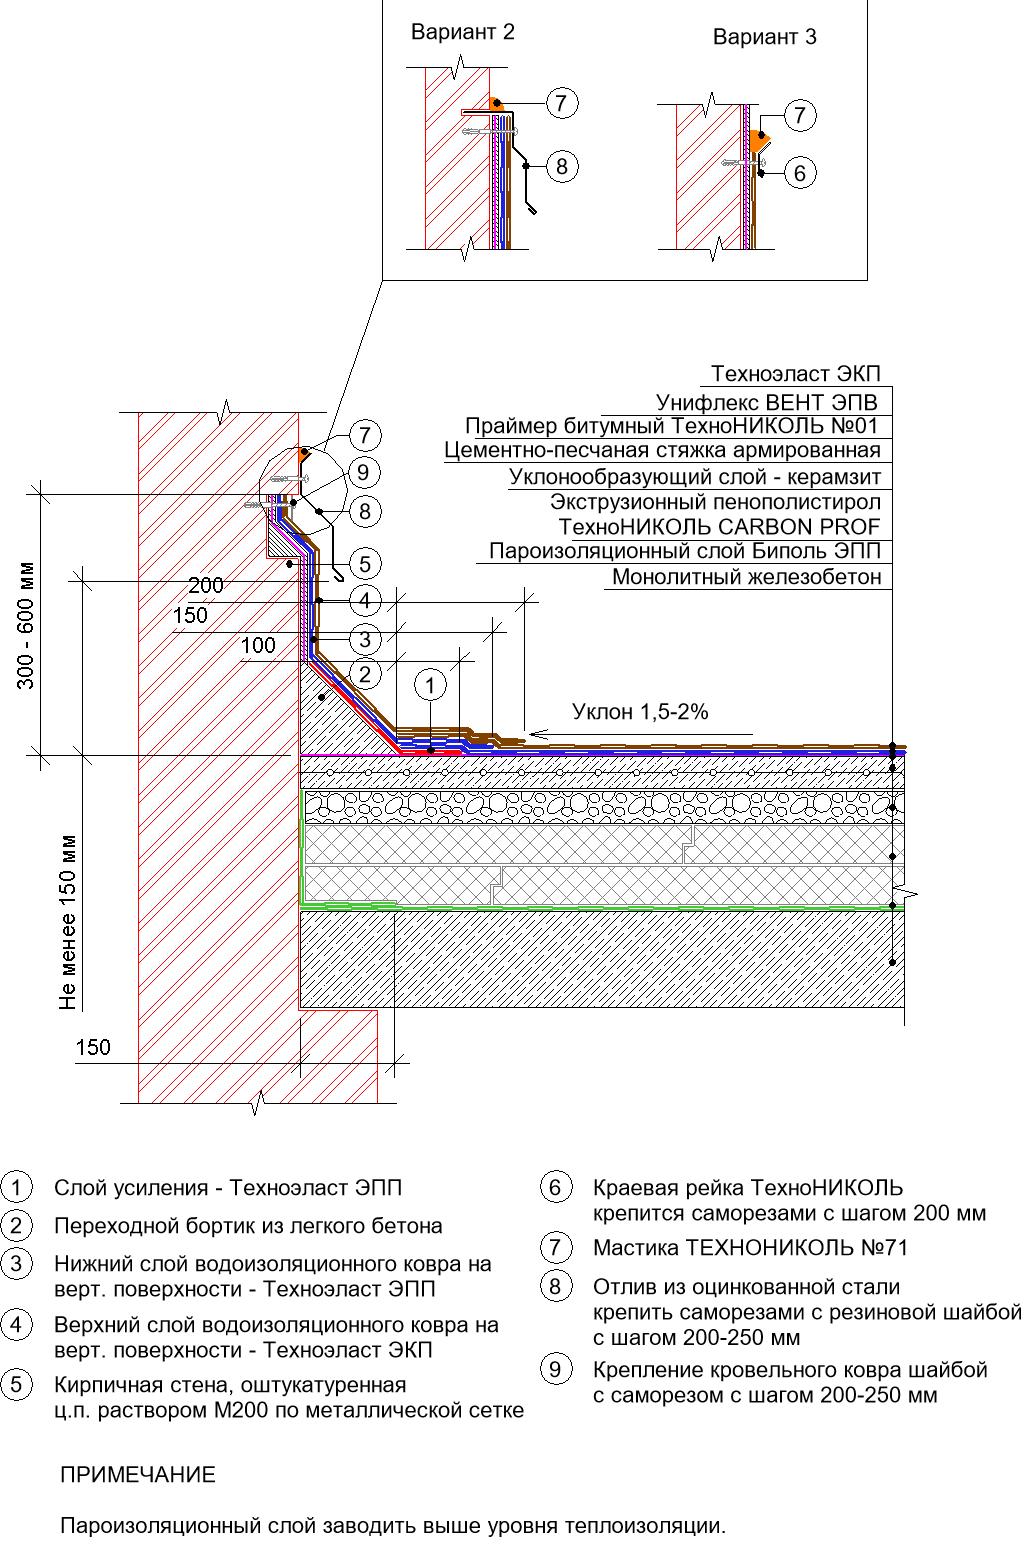 Вариант 2
Вариант 3
7
8
7
6
Техноэласт ЭКП
Унифлекс ВЕНТ ЭПВ
Праймер битумный ТехноНИКОЛЬ №01
Цементно-песчаная стяжка армированная
Уклонообразующий слой - керамзит
Экструзионный пенополистирол
ТехноНИКОЛЬ CARBON PROF
Пароизоляционный слой Биполь ЭПП
Монолитный железобетон
7
9
8
5
4
3
2
1
200
150
100
300 - 600 мм
Уклон 1,5-2%
Не менее 150 мм
150
1 Слой усиления - Техноэласт ЭПП
2 Переходной бортик из легкого бетона
3 Нижний слой водоизоляционного ковра на
верт. поверхности - Техноэласт ЭПП
4 Верхний слой водоизоляционного ковра на
верт. поверхности - Техноэласт ЭКП
5 Кирпичная стена, оштукатуренная
ц.п. раствором М200 по металлической сетке
6 Краевая рейка ТехноНИКОЛЬ
крепится саморезами с шагом 200 мм
7 Мастика ТЕХНОНИКОЛЬ №71
8 Отлив из оцинкованной стали
крепить саморезами с резиновой шайбой
с шагом 200-250 мм
9 Крепление кровельного ковра шайбой
с саморезом с шагом 200-250 мм
ПРИМЕЧАНИЕ
Пароизоляционный слой заводить выше уровня теплоизоляции.